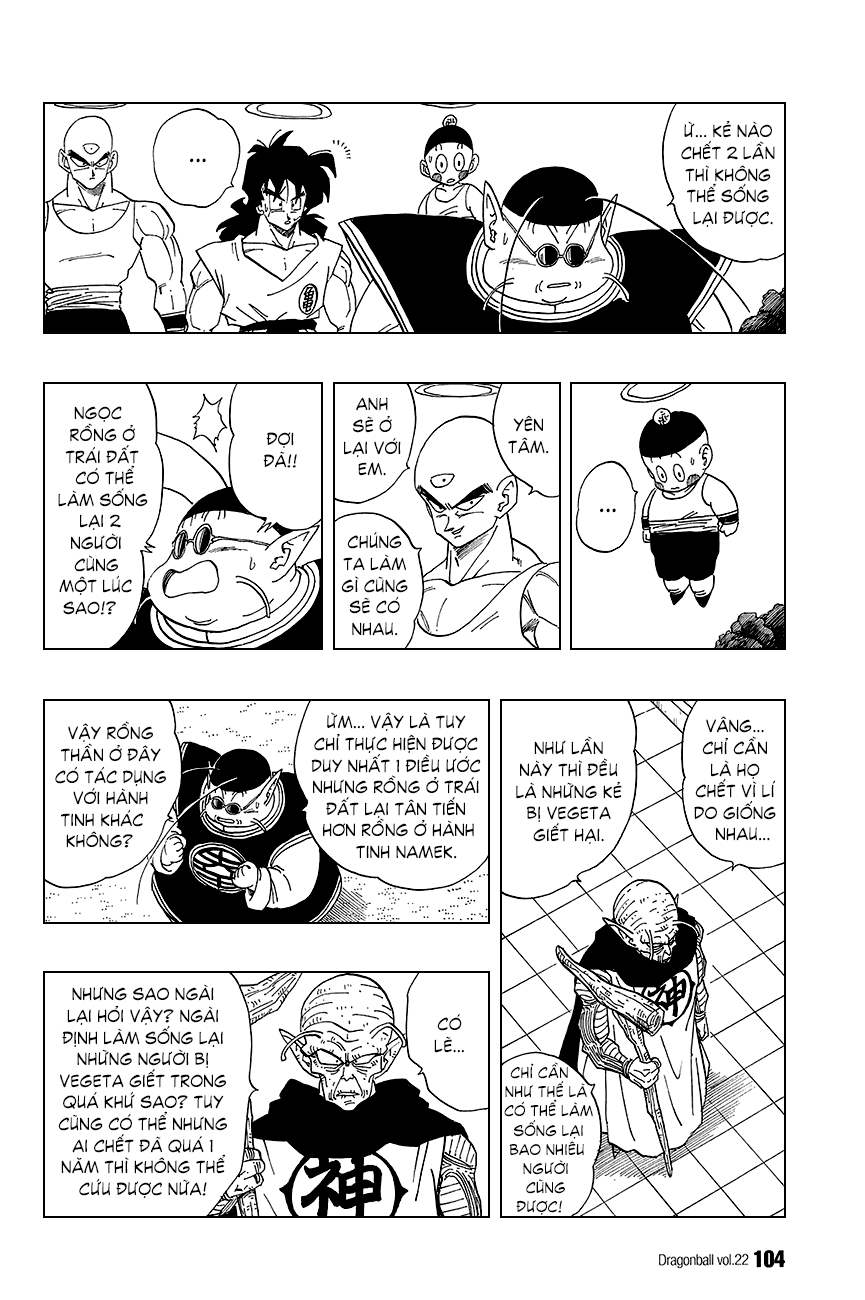 Ừ... KẺ NÀO
CHẾT 2 LẦN
THÌ KHÔNG
THỂ SỐNG
LẠI ĐƯỢC.
...
...
YÊN
TÂM.
ANH
SẼ Ở
LẠI VỚI
EM.
CHÚNG
TA LÀM
GÌ CŨNG
SẼ CÓ
NHAU.
ĐỢI
ĐÃ!!
NGỌC
RỒNG Ở
TRÁI ĐẤT
CÓ THỂ
LÀM SỐNG
LẠI 2
NGƯỜI
CÙNG
MỘT LÚC
SAO!?
VÂNG...
CHỈ CẦN
LÀ HỌ
CHẾT VÌ LÍ
DO GIỐNG
NHAU...
NHƯ LẦN
NÀY THÌ ĐỀU
LÀ NHỮNG KẺ
BỊ VEGETA
GIẾT HẠI.
CHỈ CẦN
NHƯ THẾ LÀ
CÓ THỂ LÀM
SỐNG LẠI
BAO NHIÊU
NGƯỜI
CŨNG
ĐƯỢC!
神
ỪM... VẬY LÀ TUY
CHỈ THỰC HIỆN ĐƯỢC
DUY NHẤT 1 ĐIỀU ƯỚC
NHƯNG RỒNG Ở TRÁI
ĐẤT LẠI TÂN TIẾN
HƠN RỒNG Ở HÀNH
TINH NAMEK.
VẬY RỒNG
THẦN Ở ĐÂY
CÓ TÁC DỤNG
VỚI HÀNH
TINH KHÁC
KHÔNG?
CÓ
LẼ...
NHƯNG SAO NGÀI
LẠI HỎI VẬY? NGÀI
ĐỊNH LÀM SỐNG LẠI
NHỮNG NGƯỜI BỊ
VEGETA GIẾT TRONG
QUÁ KHỨ SAO? TUY
CŨNG CÓ THỂ NHƯNG
AI CHẾT ĐÃ QUÁ 1
NĂM THÌ KHÔNG THỂ
CỨU ĐƯỢC NỮA!
神
Dragonball vol.22 104